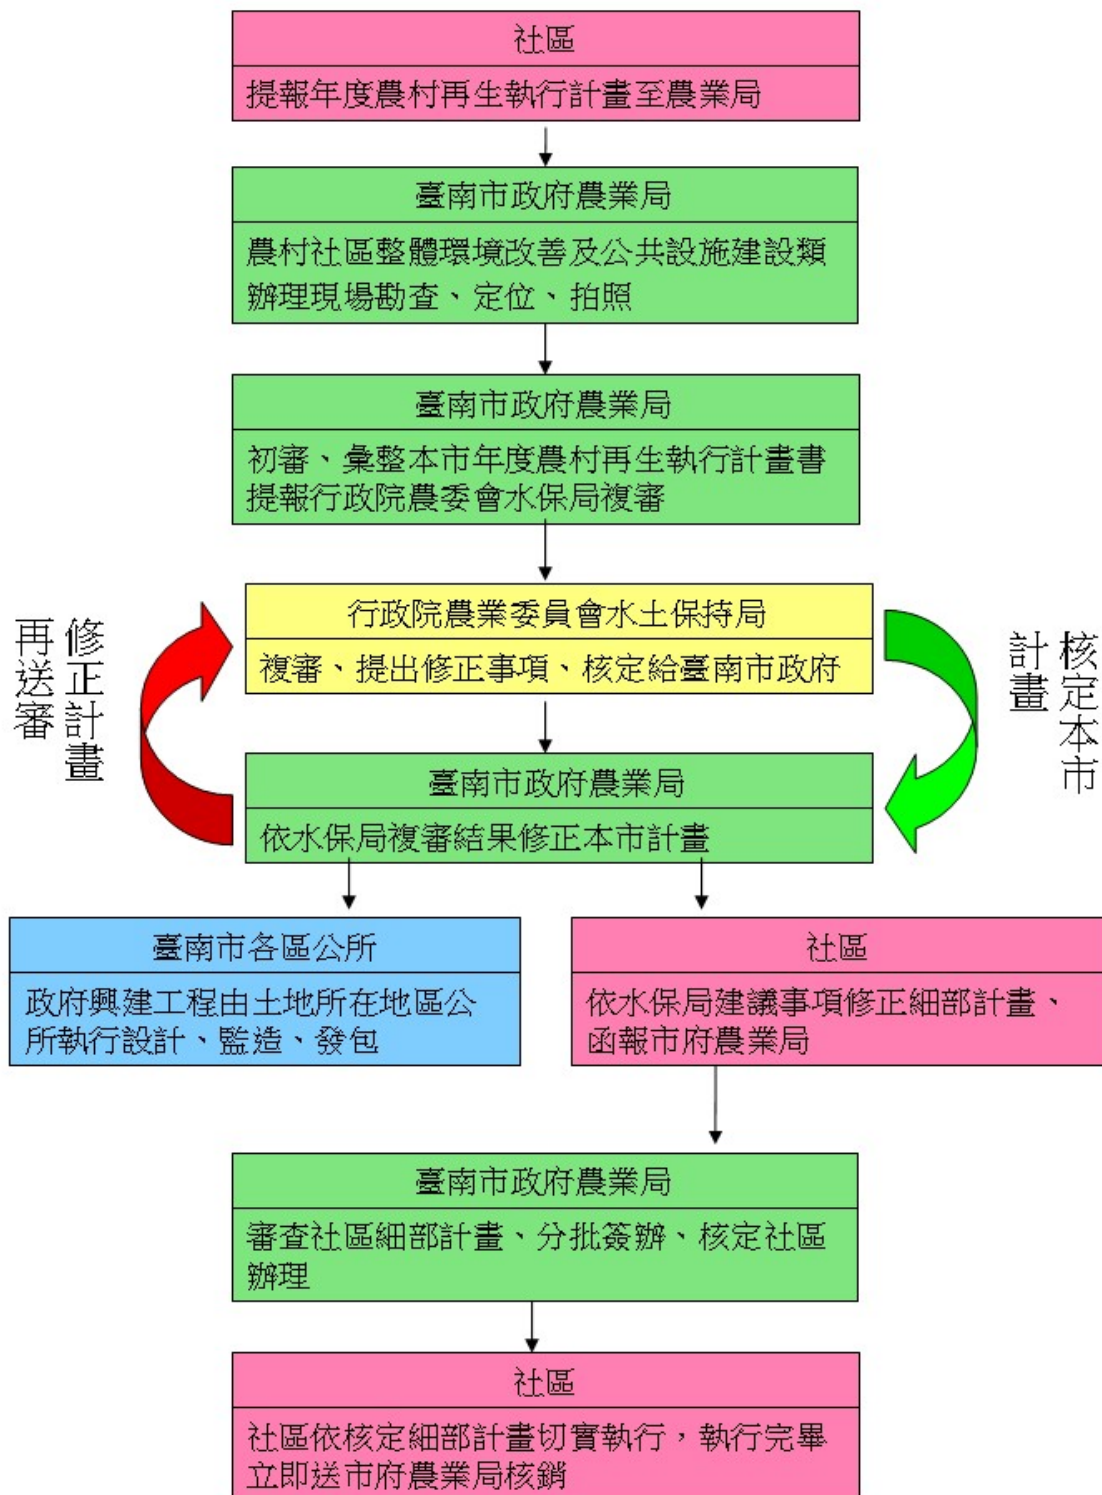 社區
提報年度農村再生執行計畫至農業局
臺南市政府農業局
農村社區整體環境改善及公共設施建設類
辦理現場勘查、定位、拍照
臺南市政府農業局
初審、彙整本市年度農村再生執行計畫書
提報行政院農委會水保局複審
行政院農業委員會水土保持局
複審、提出修正事項、核定給臺南市政府
修正計畫
再送審
核定本市
計畫
臺南市政府農業局
依水保局複審結果修正本市計畫
臺南市各區公所
政府興建工程由土地所在地區公
所執行設計、監造、發包
社區
依水保局建議事項修正細部計畫、
函報市府農業局
臺南市政府農業局
審查社區細部計畫、分批簽辦、核定社區
辦理
社區
社區依核定細部計畫切實執行，執行完畢
立即送市府農業局核銷